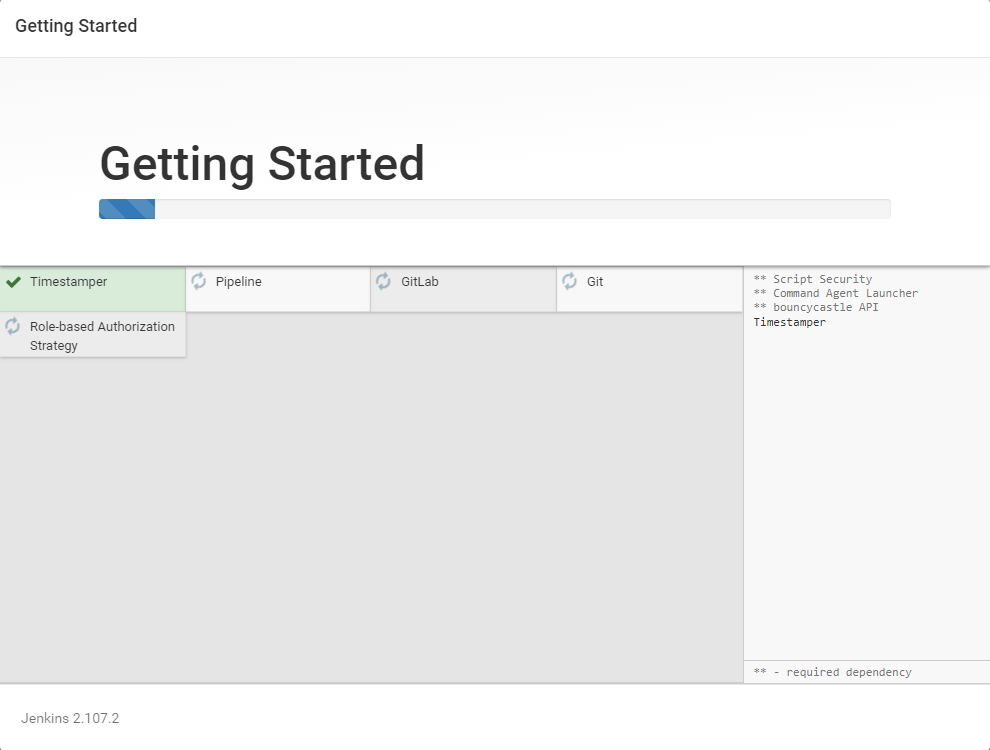 Getting Started
Getting Started
Timestamper
Pipeline
GitLab
Git
Role-based Authorization
Strategy
** Script Security
** Command Agent Launcher
** bouncycastle API
Timestamper
** - required dependency
Jenkins 2.107.2